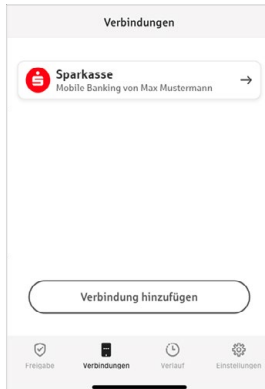 Verbindungen
Sparkasse
Mobile Banking von Max Mustermann
Verbindung hinzufügen
Freigabe Verbindungen Verlauf Einstellungen